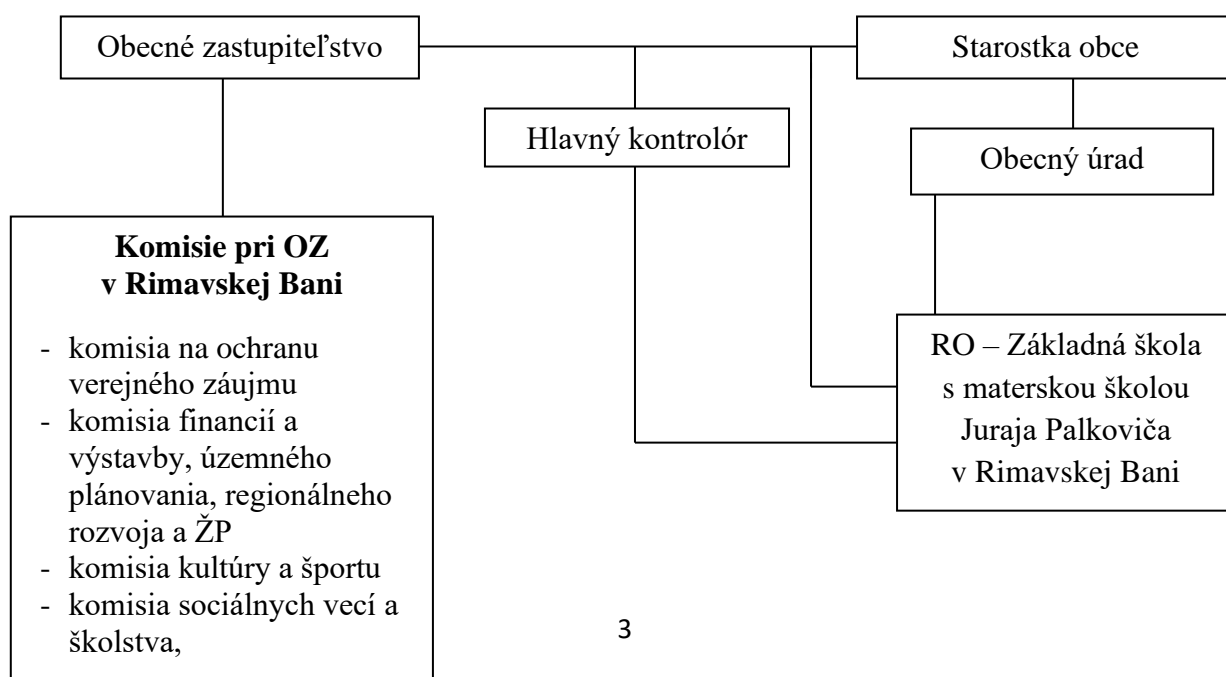 Obecné zastupiteľstvo
Starostka obce
Hlavný kontrolór
Obecný úrad
Komisie pri OZ
v Rimavskej Bani
- komisia na ochranu
verejného záujmu
- komisia financií a
výstavby, územného
plánovania, regionálneho
rozvoja a ŽP
- komisia kultúry a športu
- komisia sociálnych vecí a
školstva,
RO – Základná škola
s materskou školou
Juraja Palkoviča
v Rimavskej Bani
3